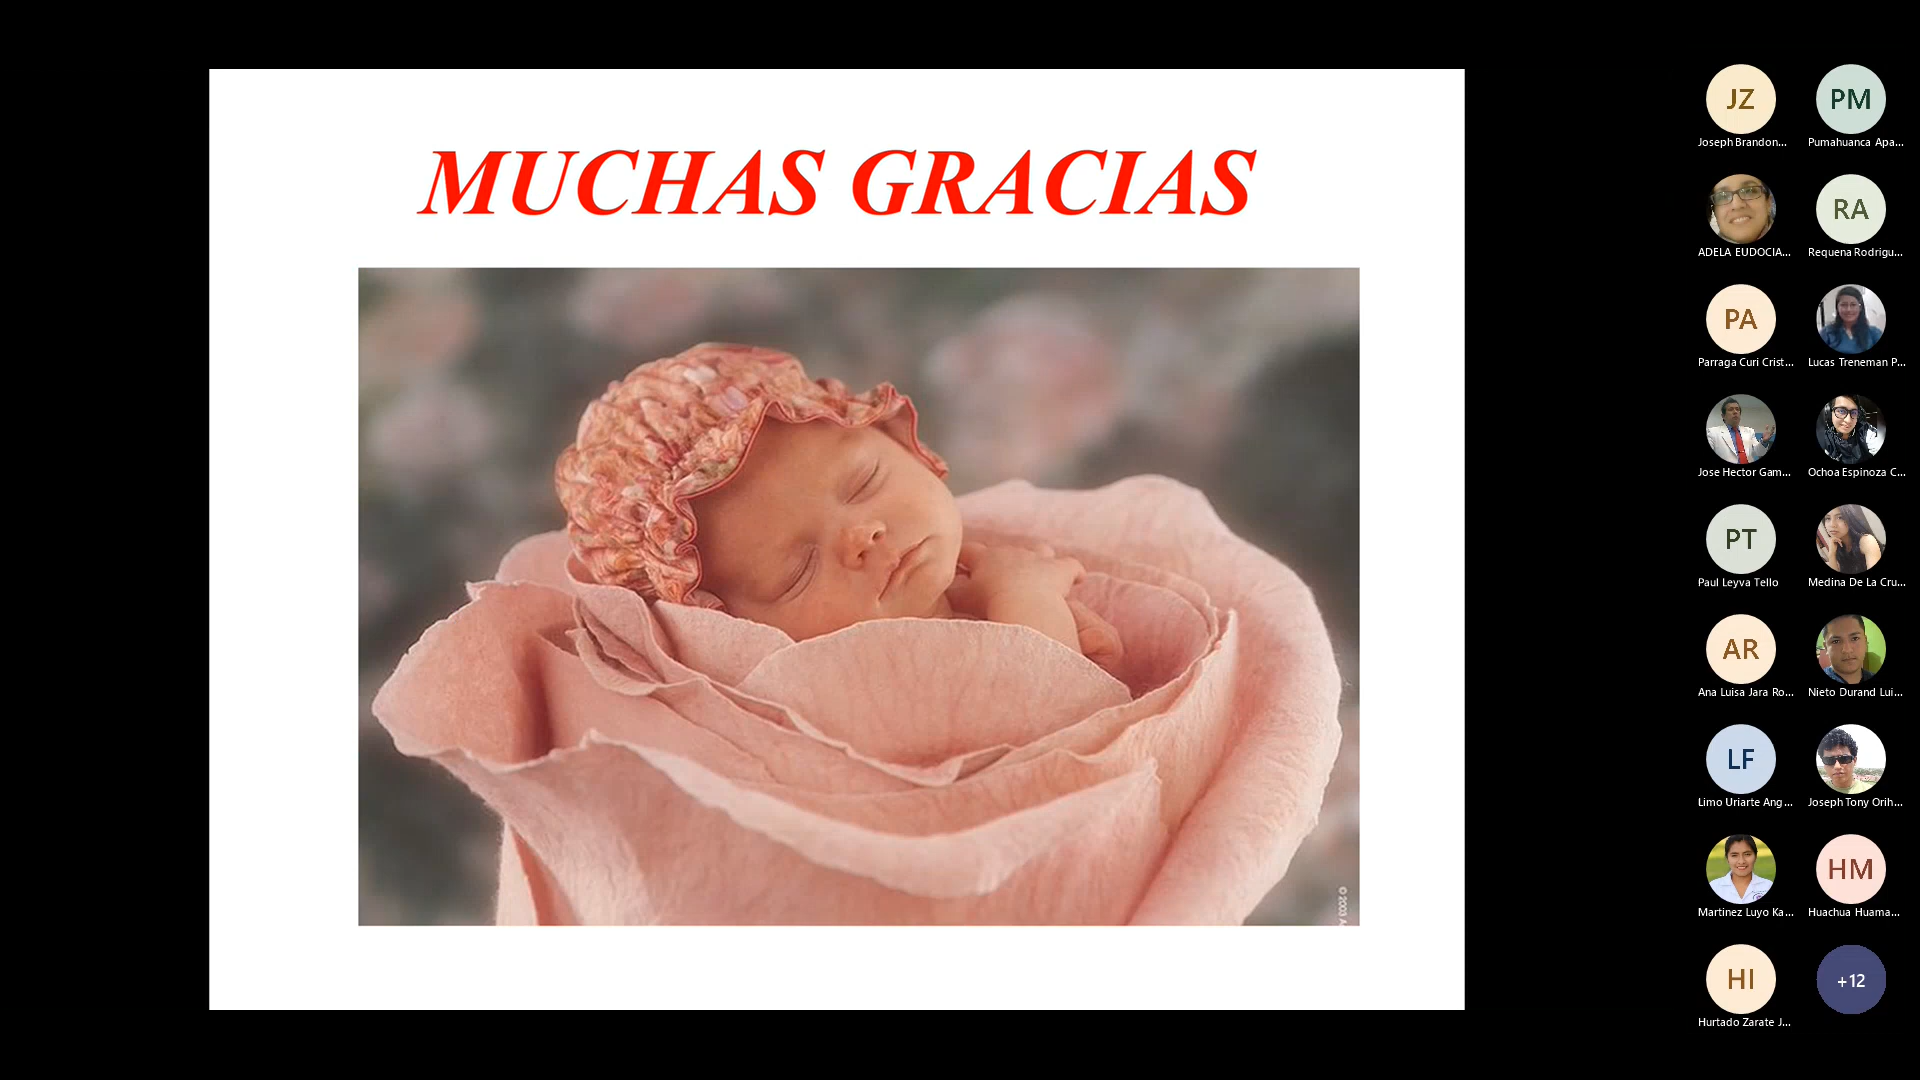 MUCHAS GRACIAS
© 2003 A
JZ
Joseph Brandon...
PM
Pumahuanca Apa...
ADELA EUDOCIA...
RA
Requena Rodrigu...
PA
Parraga Curi Crist...
Lucas Treneman P...
Jose Hector Gam...
Ochoa Espinoza C...
PT
Paul Leyva Tello
Medina De La Cru...
AR
Ana Luisa Jara Ro...
Nieto Durand Lui...
LF
Limo Uriarte Ang...
Joseph Tony Orih...
Martinez Luyo Ka...
HM
Huachua Huama...
HI
Hurtado Zarate J...
+12